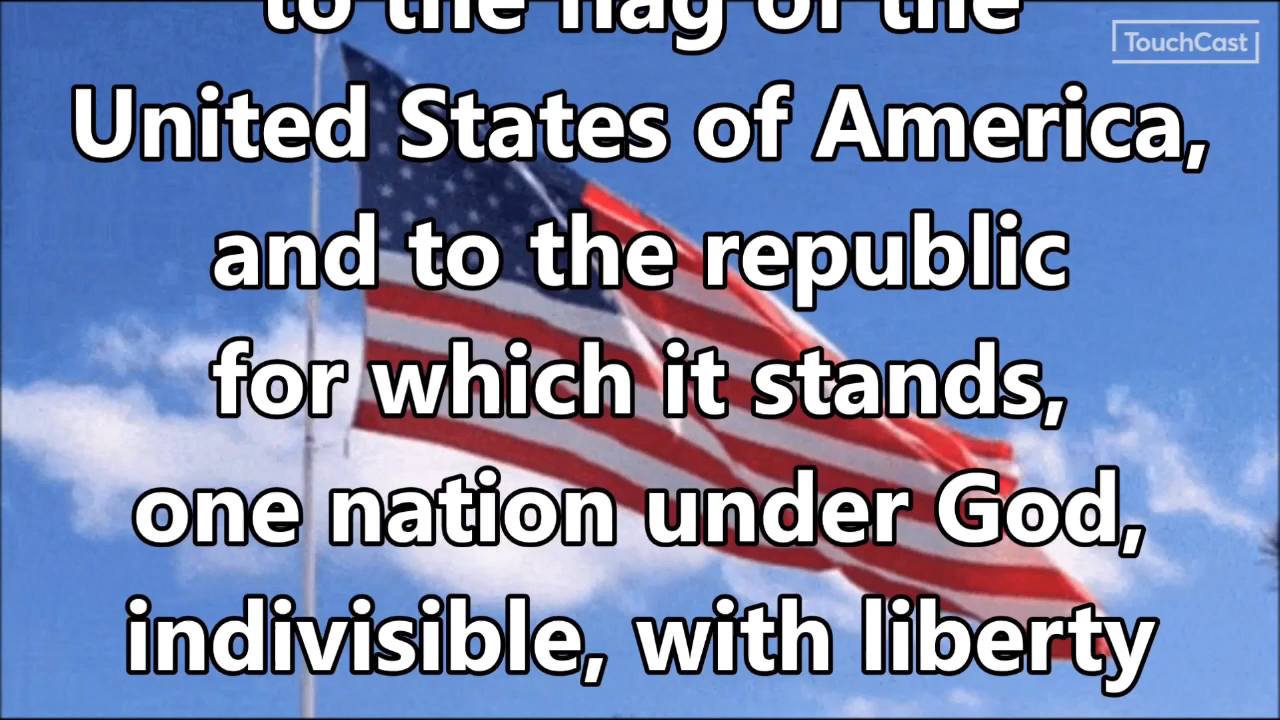 to the flag of the
TouchCast
United States of America,
and to the republic
for which it stands,
one nation under God,
indivisible, with liberty